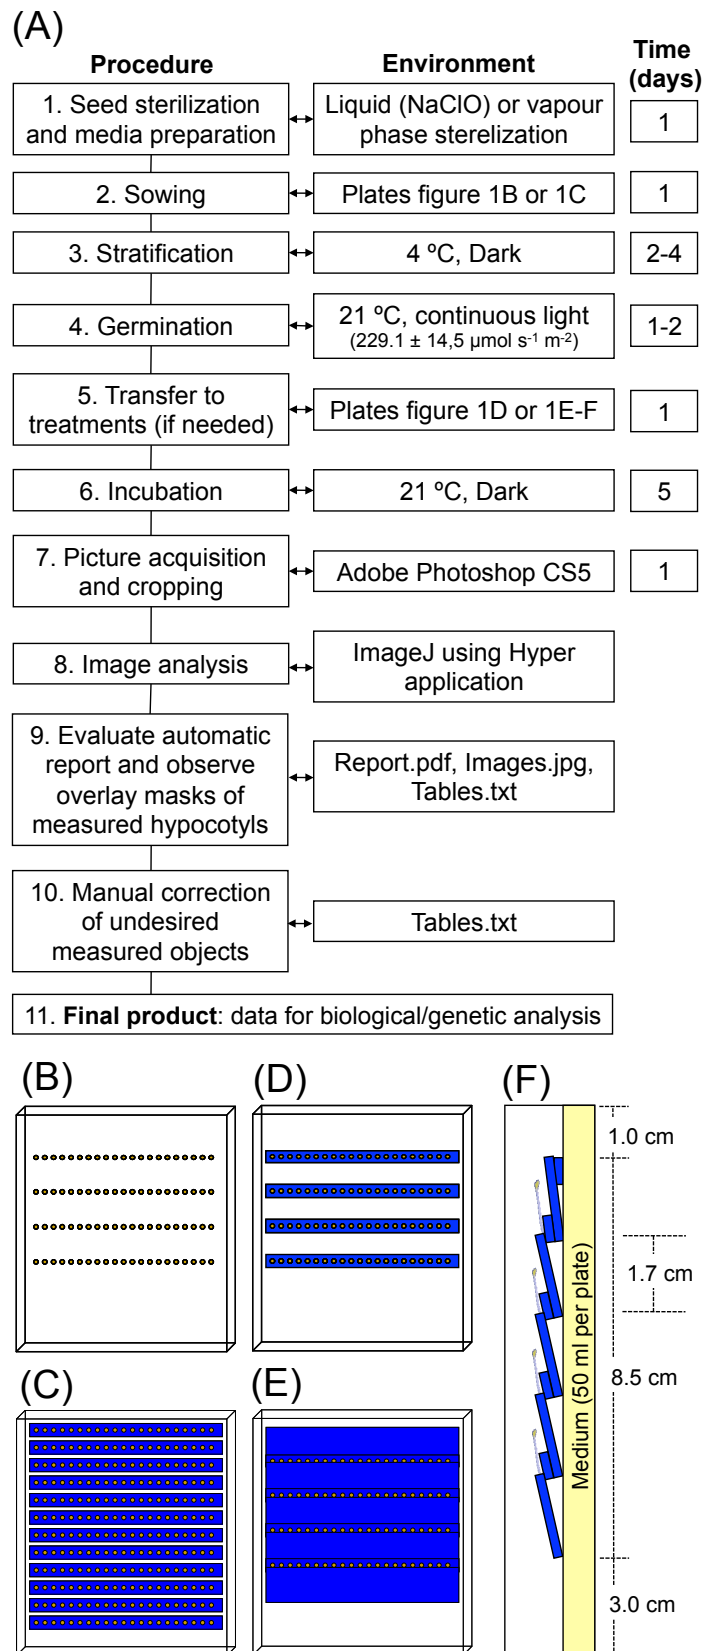 (A)
Procedure
Environment
Time
(days)
1. Seed sterilization
and media preparation
Liquid (NaClO) or vapour
phase sterelization
1
2. Sowing
Plates figure 1B or 1C
1
3. Stratification
4 ºC, Dark
2-4
4. Germination
21 ºC, continuous light
(229.1 ± 14,5 µmol s⁻¹ m⁻²)
1-2
5. Transfer to
treatments (if needed)
Plates figure 1D or 1E-F
1
6. Incubation
21 ºC, Dark
5
7. Picture acquisition
and cropping
Adobe Photoshop CS5
1
8. Image analysis
ImageJ using Hyper
application
9. Evaluate automatic
report and observe
overlay masks of
measured hypocotyls
Report.pdf, Images.jpg,
Tables.txt
10. Manual correction
of undesired
measured objects
Tables.txt
11. Final product: data for biological/genetic analysis
(B)
(D)
(F)
1.0 cm
1.7 cm
8.5 cm
3.0 cm
Medium (50 ml per plate)
(C)
(E)